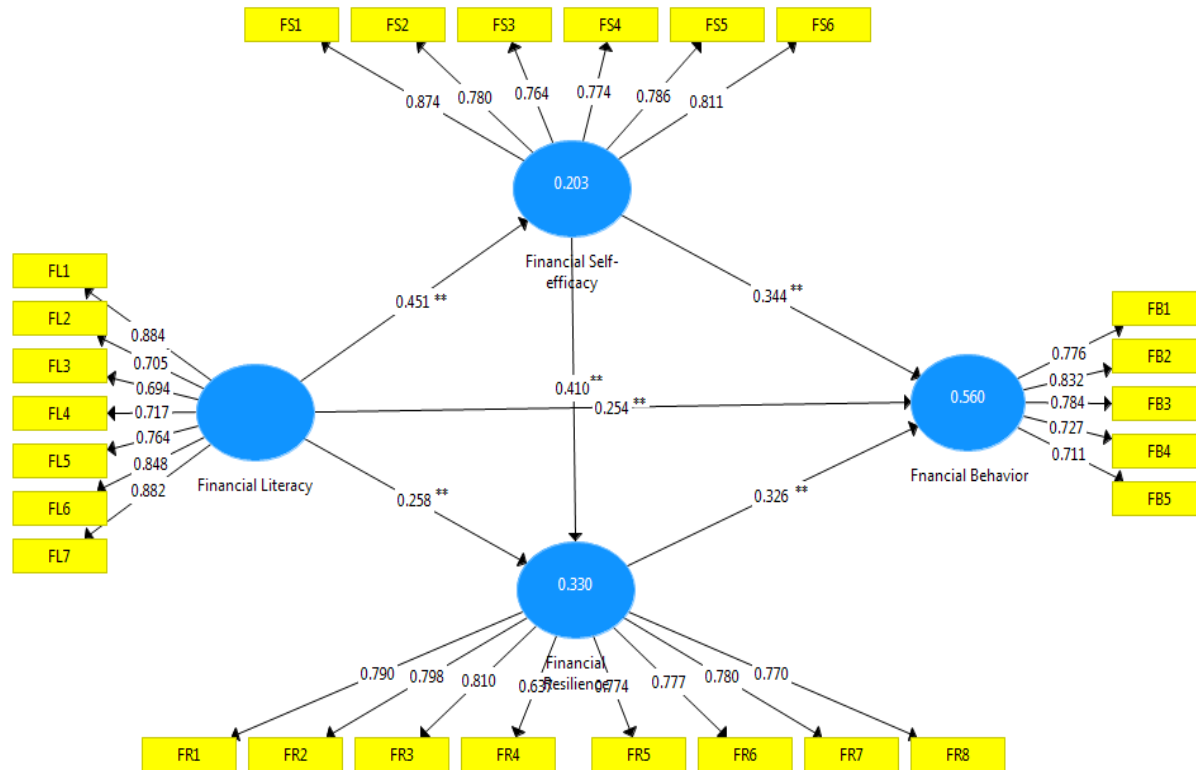 FS1 FS2 FS3 FS4 FS5 FS6
0.874 0.780 0.764 0.774 0.786 0.811
0.203
Financial Self-
efficacy
FL1
FL2
FL3
FL4
FL5
FL6
FL7
0.884
0.705
0.694
0.717
0.764
0.848
0.882
Financial Literacy
0.451 **
0.344 **
0.410 **
0.254 **
0.258 **
0.326 **
0.560
Fnancial Behavior
0.776
0.832
0.784
0.727
0.711
FB1
FB2
FB3
FB4
FB5
0.330
Financial
Resilience
0.790 0.798 0.810 0.637 0.774 0.777 0.780 0.770
FR1 FR2 FR3 FR4 FR5 FR6 FR7 FR8